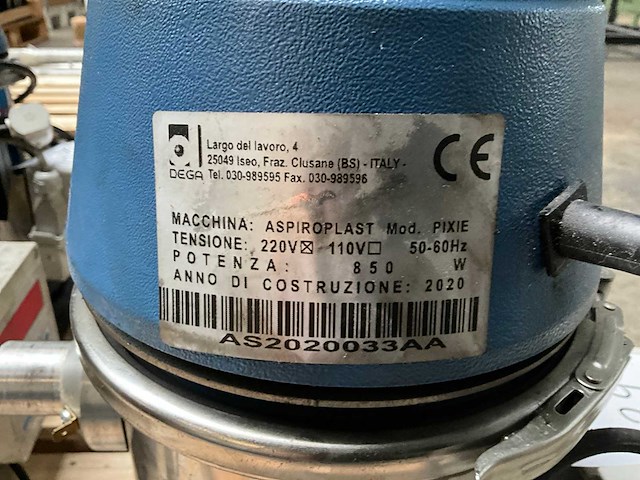 Largo del lavoro, 4
25049 Iseo, Fraz. Clusane (BS) - ITALY -
DEGA Tel. 030-989595 Fax. 030-989596
CE
MACCHINA: ASPIROPLAST Mod. PIXIE
TENSIONE: 220V☒ 110V☐ 50-60Hz
POTENZA: 850 W
ANNO DI COSTRUZIONE: 2020
AS2020033AA